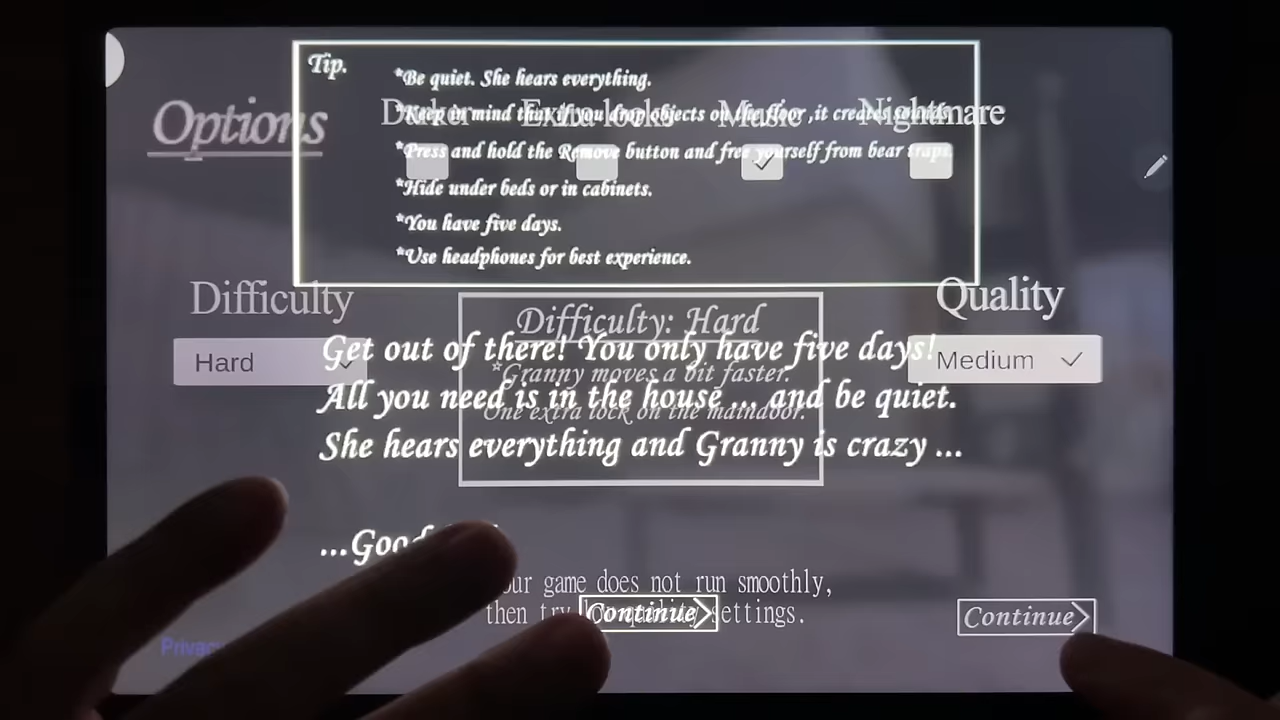 Tip.
*Be quiet. She hears everything.
Options
Darker Extra locks Music Nightmare
*Keep in mind that if you drop objects on the floor ,it creates sounds.
*Press and hold the Remove button and free yourself from bear traps.
*Hide under beds or in cabinets.
*You have five days.
*Use headphones for best experience.
Difficulty
Quality
Hard
Medium
Difficulty: Hard
*Granny moves a bit faster.
One extra lock on the maindoor.
Get out of there! You only have five days!
All you need is in the house ... and be quiet.
She hears everything and Granny is crazy ...
...Good
our game does not run smoothly,
then try settings.
Continue
Continue